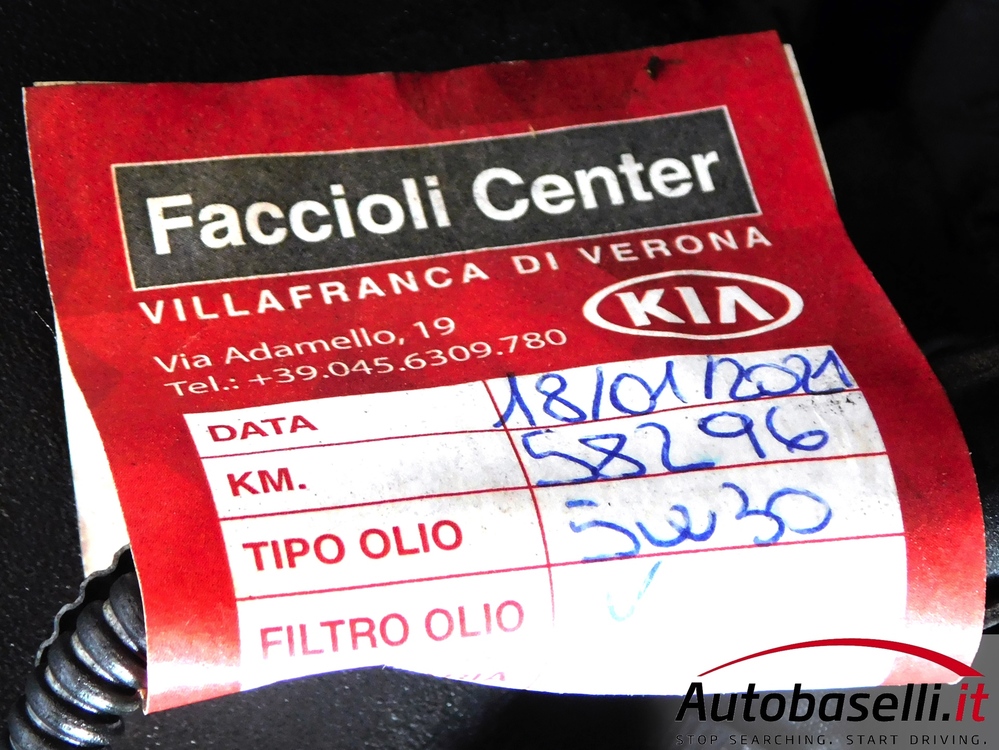 Faccioli Center
VILLAFRANCA DI VERONA
Via Adamello, 19
Tel.: +39.045.6309.780
KIA
DATA 18/01/2021
KM. 58296
TIPO OLIO 5w30
FILTRO OLIO ✓
Autobaselli.it
STOP SEARCHING. START DRIVING.